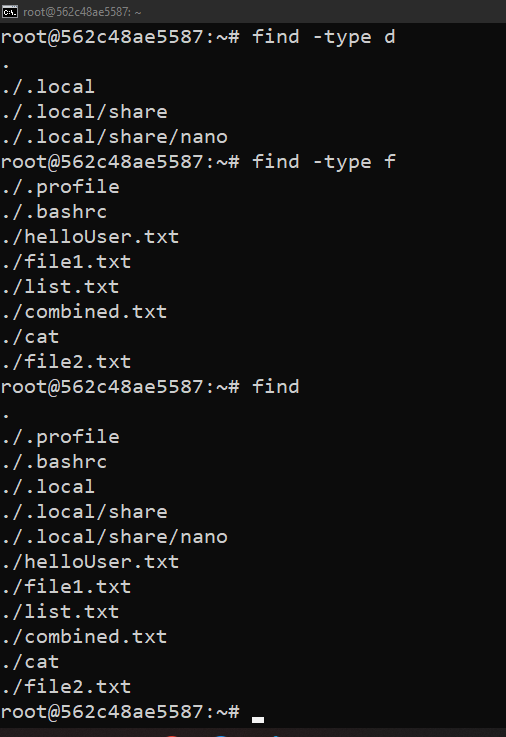 root@562c48ae5587: ~
root@562c48ae5587:~# find -type d
.
./.local
./.local/share
./.local/share/nano
root@562c48ae5587:~# find -type f
./.profile
./.bashrc
./helloUser.txt
./file1.txt
./list.txt
./combined.txt
./cat
./file2.txt
root@562c48ae5587:~# find
.
./.profile
./.bashrc
./.local
./.local/share
./.local/share/nano
./helloUser.txt
./file1.txt
./list.txt
./combined.txt
./cat
./file2.txt
root@562c48ae5587:~#